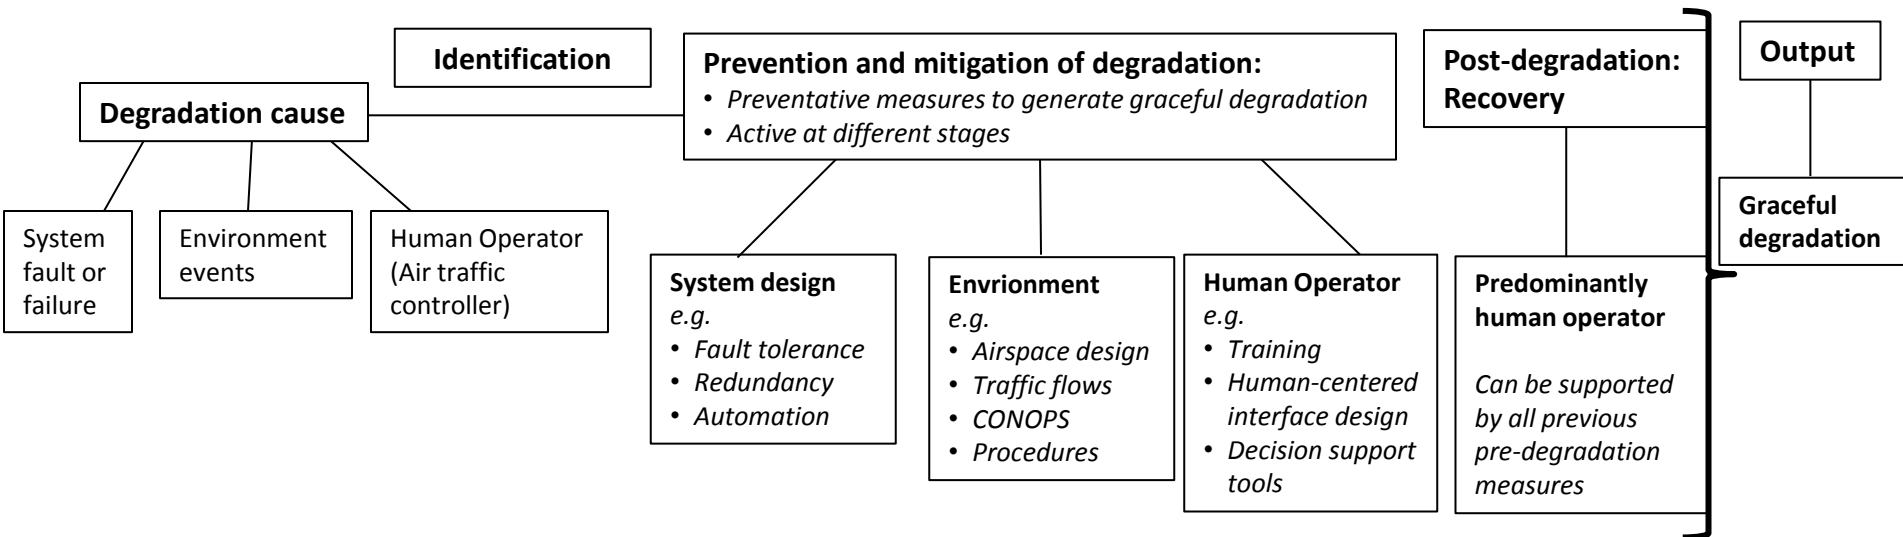 Identification
Degradation cause
System
fault or
failure
Environment
events
Human Operator
(Air traffic
controller)
Prevention and mitigation of degradation:
• Preventative measures to generate graceful degradation
• Active at different stages
System design
e.g.
• Fault tolerance
• Redundancy
• Automation
Envrionment
e.g.
• Airspace design
• Traffic flows
• CONOPS
• Procedures
Human Operator
e.g.
• Training
• Human-centered
interface design
• Decision support
tools
Post-degradation:
Recovery
Predominantly
human operator
Can be supported
by all previous
pre-degradation
measures
Output
Graceful
degradation